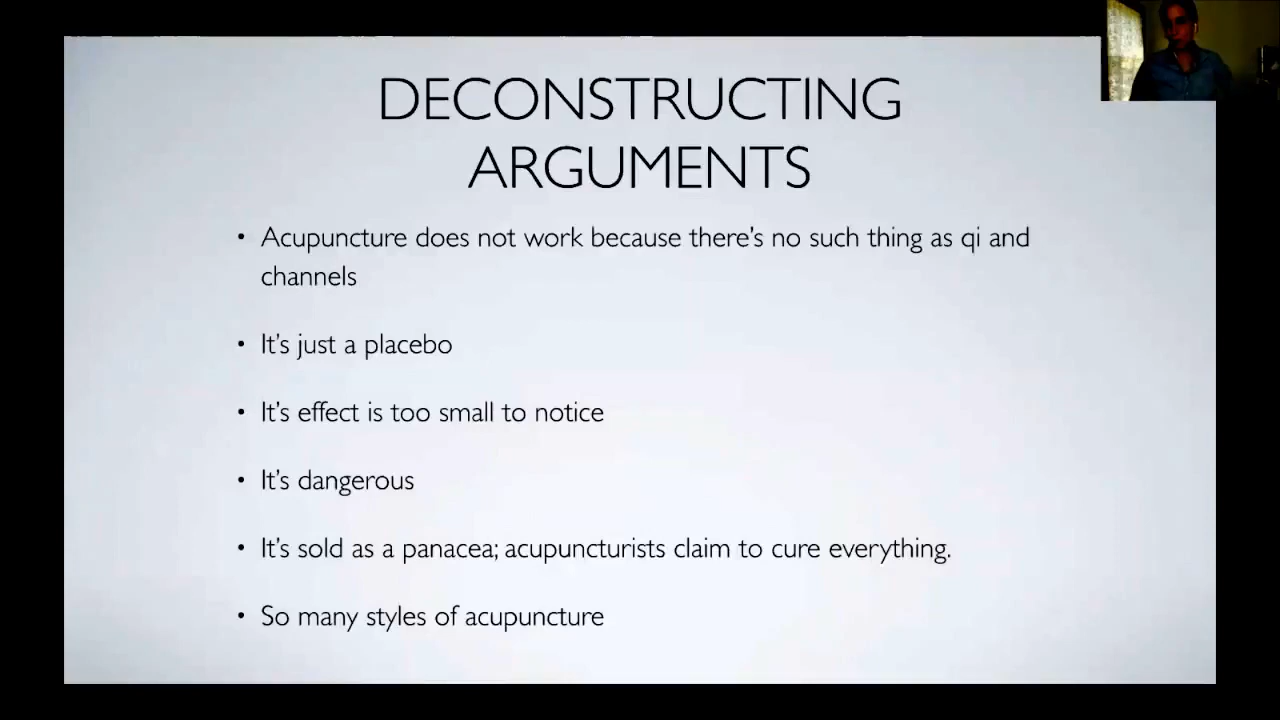 DECONSTRUCTING
ARGUMENTS
• Acupuncture does not work because there's no such thing as qi and
channels
• It's just a placebo
• It's effect is too small to notice
• It's dangerous
• It's sold as a panacea; acupuncturists claim to cure everything.
• So many styles of acupuncture